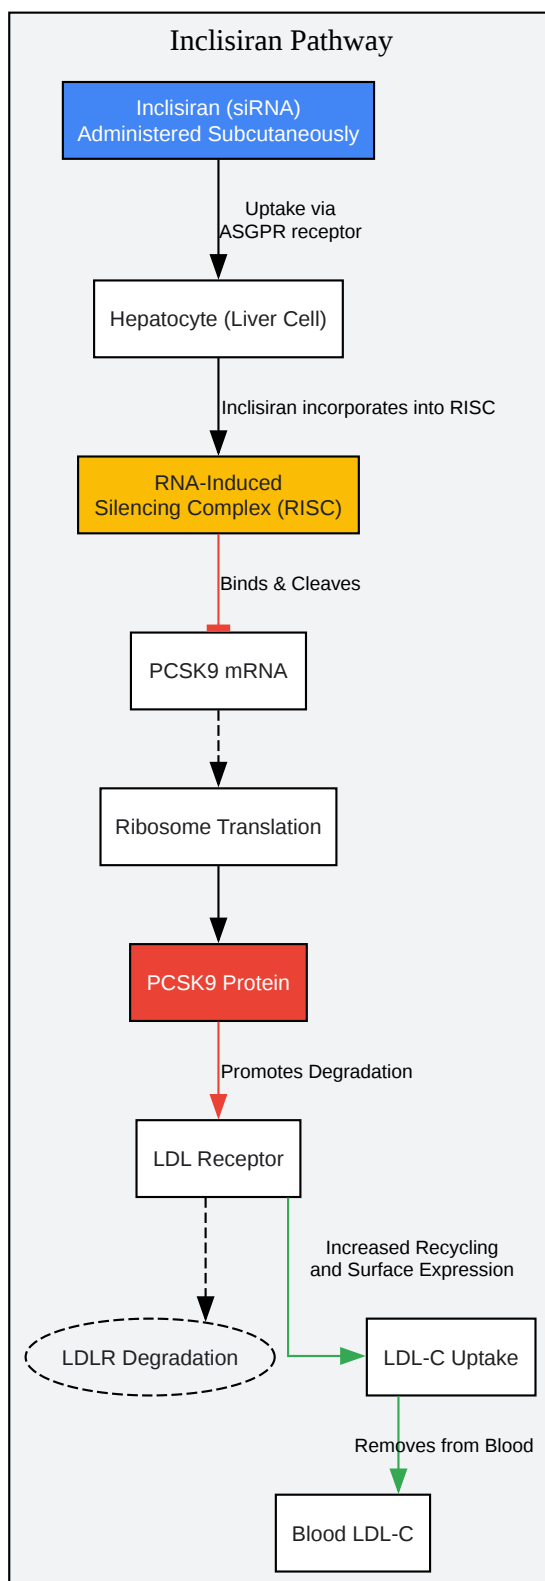 Inclisiran Pathway
Inclisiran (siRNA)
Administered Subcutaneously
Uptake via
ASGPR receptor
Hepatocyte (Liver Cell)
Inclisiran incorporates into RISC
RNA-Induced
Silencing Complex (RISC)
Binds & Cleaves
PCSK9 mRNA
Ribosome Translation
PCSK9 Protein
Promotes Degradation
LDL Receptor
Increased Recycling
and Surface Expression
LDLR Degradation
LDL-C Uptake
Removes from Blood
Blood LDL-C